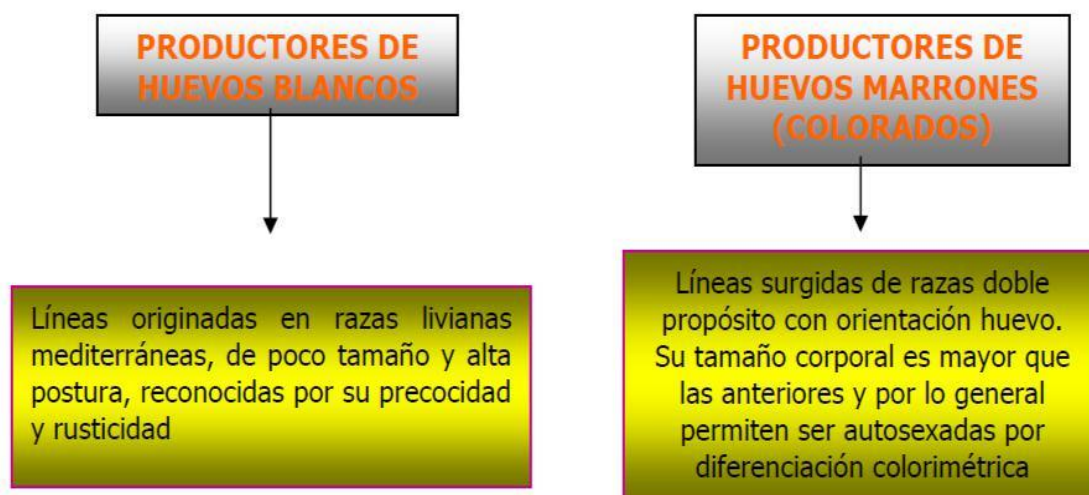 PRODUCTORES DE
HUEVOS BLANCOS
Líneas originadas en razas livianas
mediterráneas, de poco tamaño y alta
postura, reconocidas por su precocidad
y rusticidad
PRODUCTORES DE
HUEVOS MARRONES
(COLORADOS)
Líneas surgidas de razas doble
propósito con orientación huevo.
Su tamaño corporal es mayor que
las anteriores y por lo general
permiten ser autosexadas por
diferenciación colorimétrica